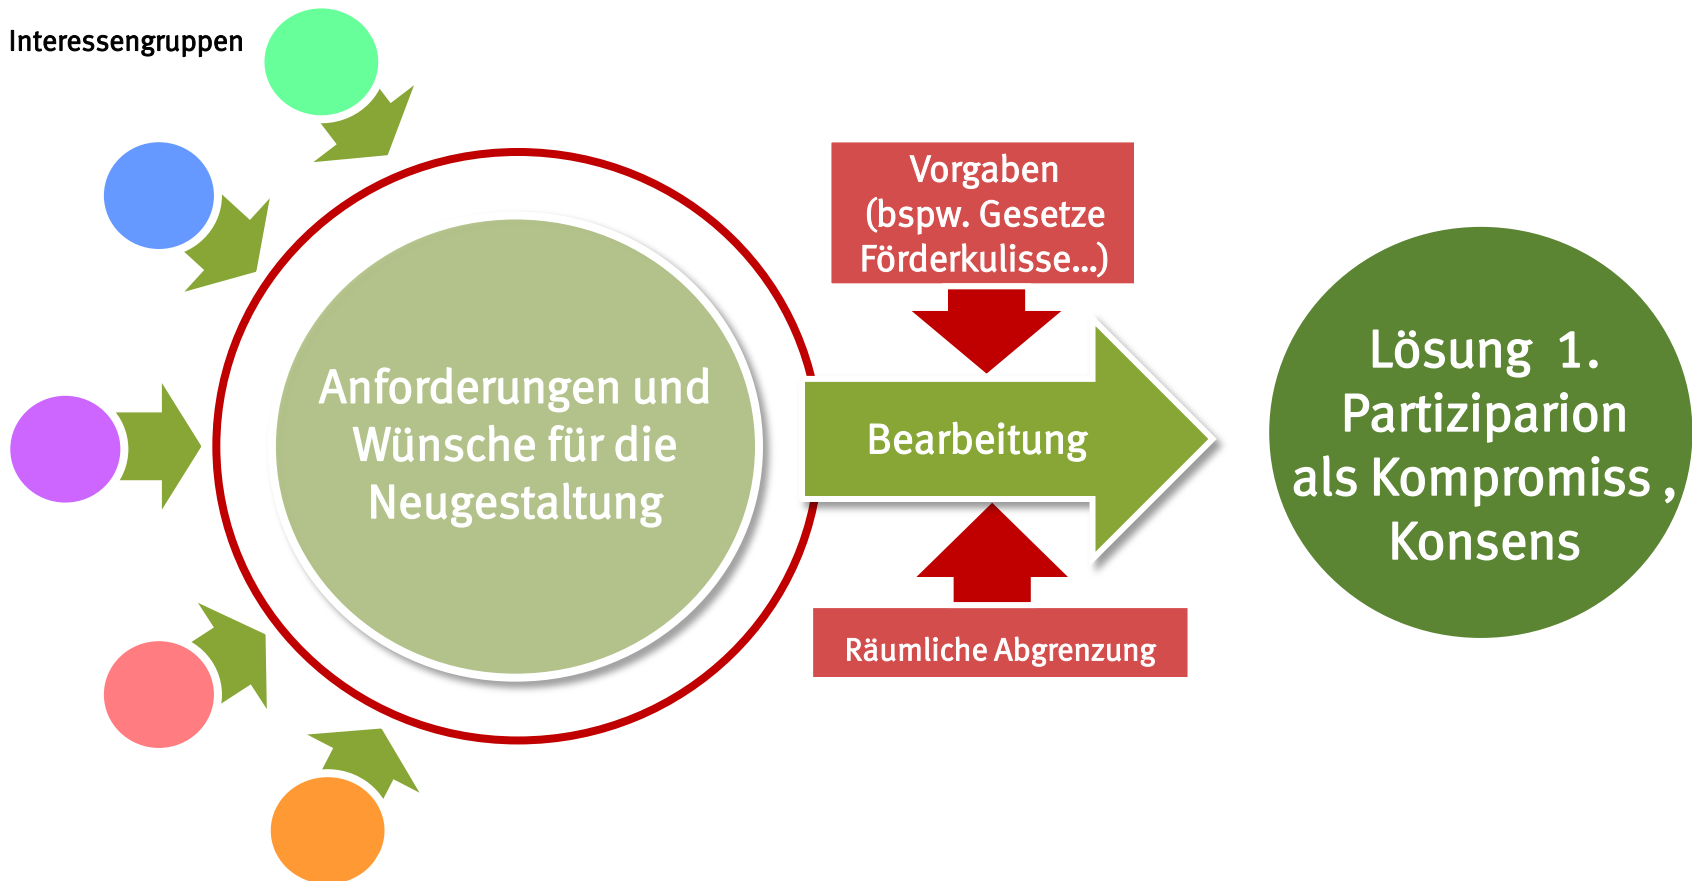 Interessengruppen
Anforderungen und
Wünsche für die
Neugestaltung
Vorgaben
(bspw. Gesetze
Förderkulisse...)
Bearbeitung
Räumliche Abgrenzung
Lösung 1.
Partiziparion
als Kompromiss ,
Konsens